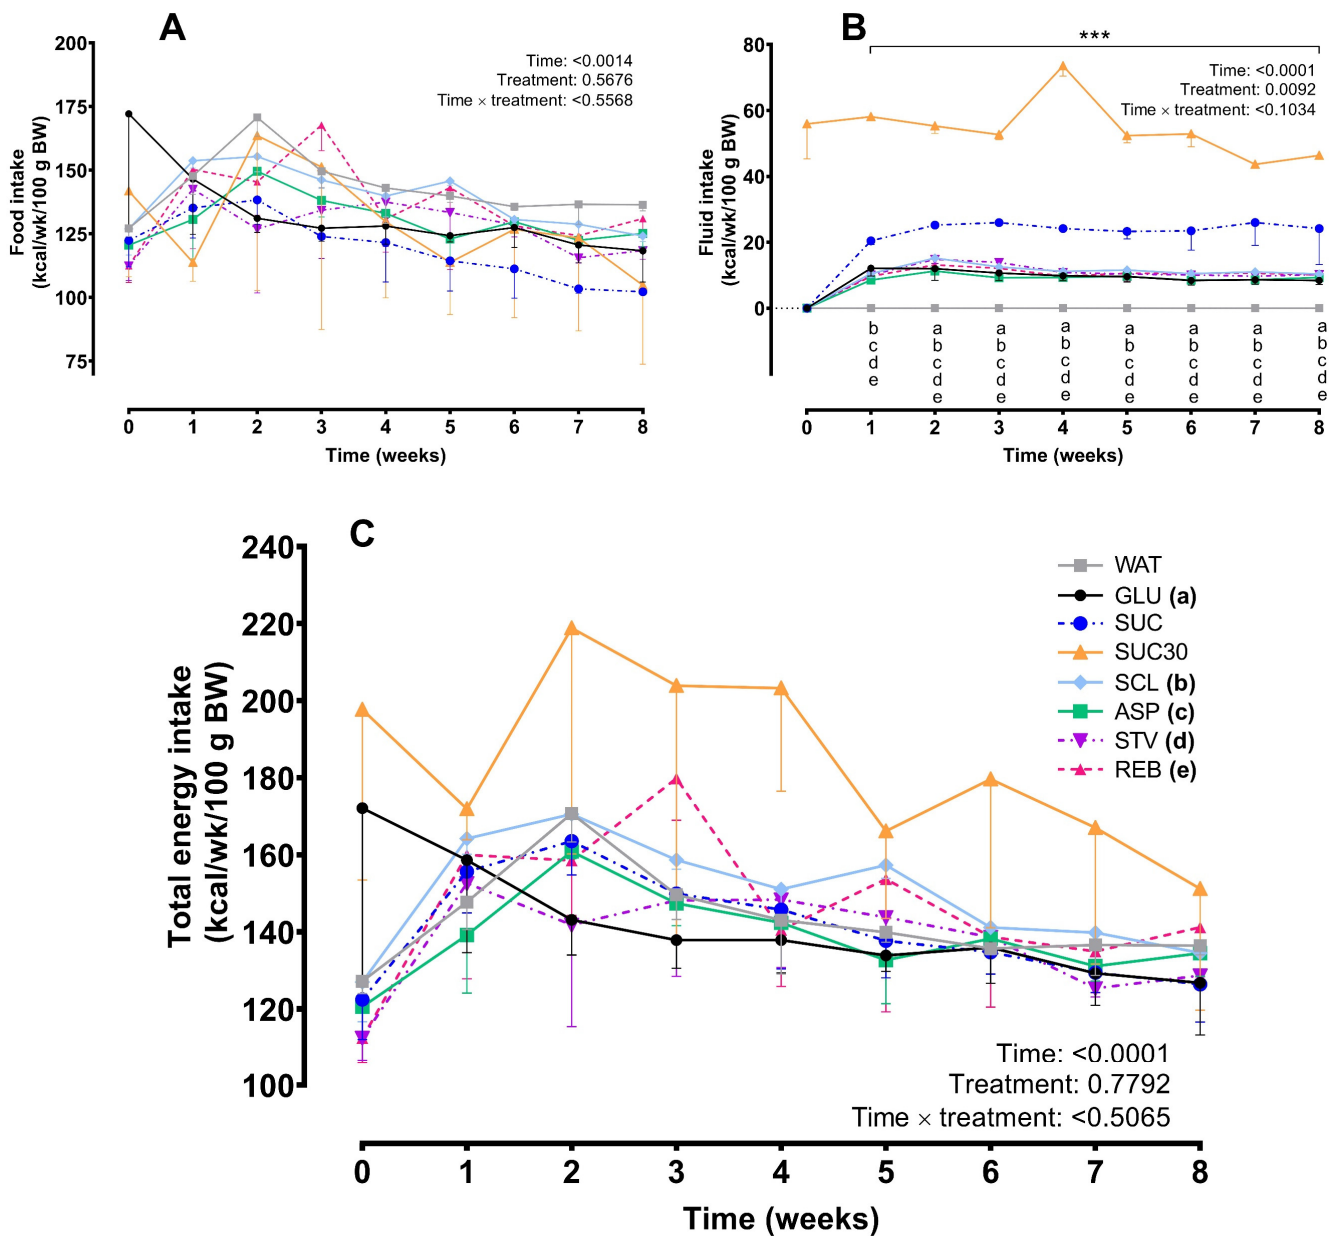 A
200
175
150
125
100
75
Food intake
(kcal/wk/100 g BW)
Time: <0.0014
Treatment: 0.5676
Time × treatment: <0.5568
0 1 2 3 4 5 6 7 8
Time (weeks)
B
80
60
40
20
0
Fluid intake
(kcal/wk/100 g BW)
***
Time: <0.0001
Treatment: 0.0092
Time × treatment: <0.1034
b a a a a a a a
c b b b b b b b
d c c c c c c c
e d d d d d d d
e e e e e e e
0 1 2 3 4 5 6 7 8
Time (weeks)
C
240
220
200
180
160
140
120
100
Total energy intake
(kcal/wk/100 g BW)
WAT
GLU (a)
SUC
SUC30
SCL (b)
ASP (c)
STV (d)
REB (e)
Time: <0.0001
Treatment: 0.7792
Time × treatment: <0.5065
0 1 2 3 4 5 6 7 8
Time (weeks)